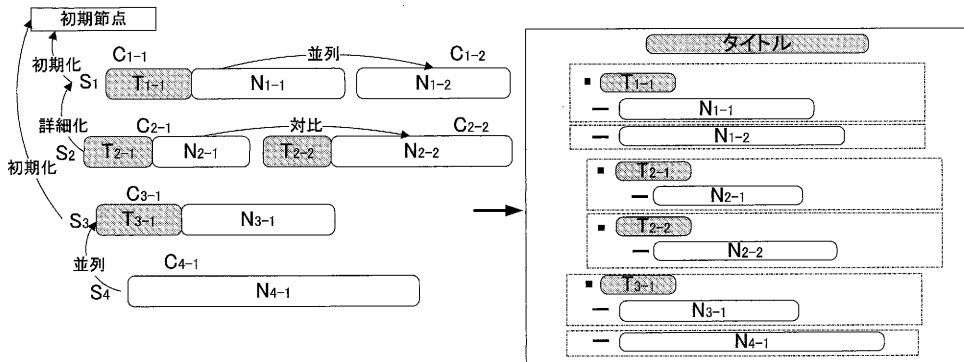 初期節点
C1-1 並列 C1-2
初期化 S1 T1-1 N1-1 N1-2
詳細化 C2-1 対比 C2-2
S2 T2-1 N2-1 T2-2 N2-2
初期化
C3-1
S3 T3-1 N3-1
並列 C4-1
S4 N4-1
タイトル
▪ T1-1
— N1-1
— N1-2
▪ T2-1
— N2-1
▪ T2-2
— N2-2
▪ T3-1
— N3-1
— N4-1